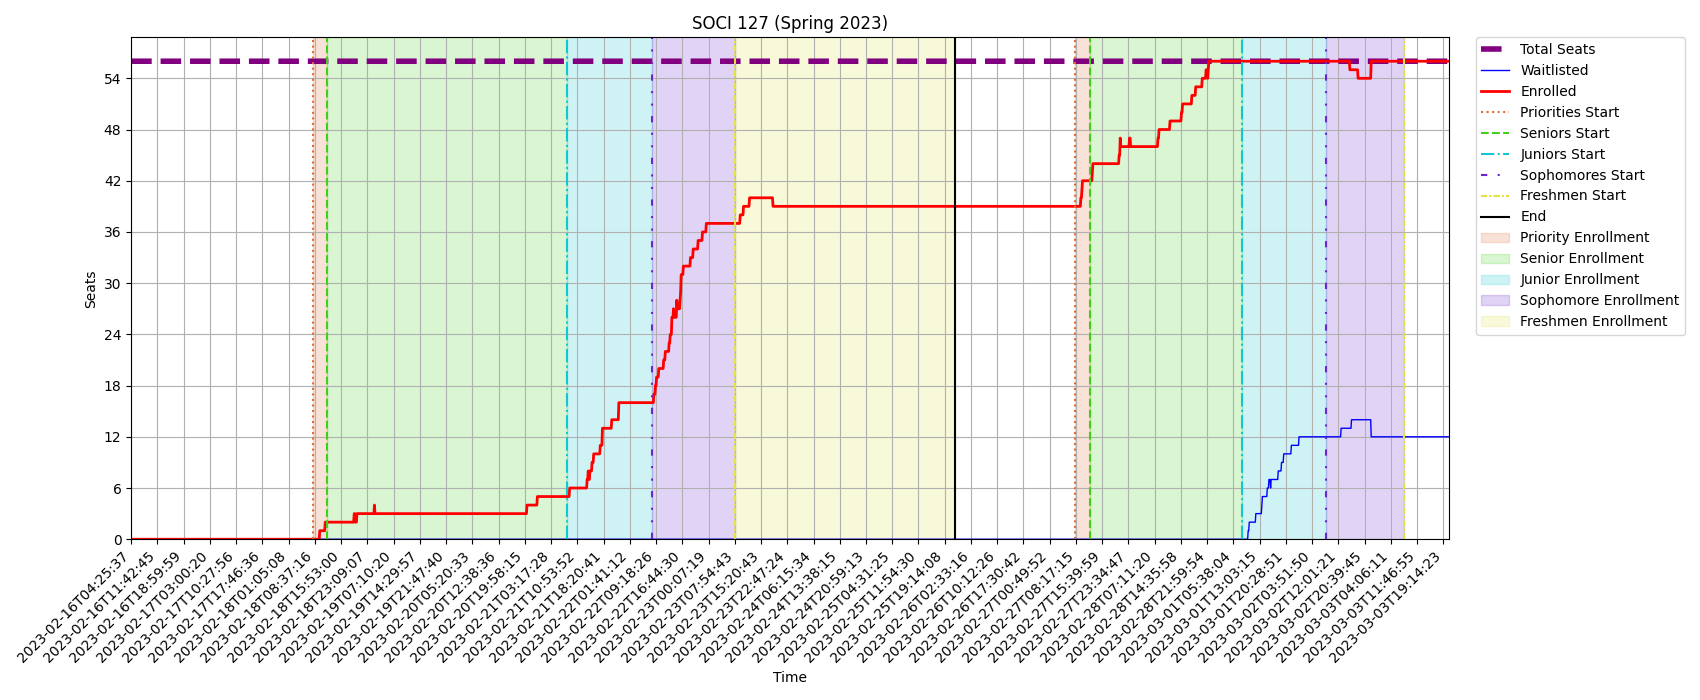 SOCI 127 (Spring 2023)
Seats
54
48
42
36
30
24
18
12
6
0
2023-02-16T04:25:37
2023-02-16T11:42:45
2023-02-16T18:59:59
2023-02-17T03:00:20
2023-02-17T10:27:56
2023-02-17T17:46:36
2023-02-18T01:05:09
2023-02-18T08:37:16
2023-02-18T15:53:00
2023-02-18T23:09:07
2023-02-19T07:10:20
2023-02-19T14:29:57
2023-02-19T21:47:40
2023-02-20T05:20:33
2023-02-20T12:38:36
2023-02-20T19:58:15
2023-02-21T03:17:28
2023-02-21T10:53:52
2023-02-21T18:20:41
2023-02-22T01:41:12
2023-02-22T09:18:26
2023-02-22T16:44:30
2023-02-23T00:07:19
2023-02-23T07:54:43
2023-02-23T15:20:43
2023-02-23T22:47:24
2023-02-24T06:15:34
2023-02-24T13:38:15
2023-02-24T20:59:13
2023-02-25T04:31:25
2023-02-25T11:54:30
2023-02-25T19:14:08
2023-02-26T02:33:16
2023-02-26T10:12:26
2023-02-26T17:30:42
2023-02-27T00:49:52
2023-02-27T08:17:15
2023-02-27T15:39:59
2023-02-27T23:34:47
2023-02-28T07:11:20
2023-02-28T14:35:58
2023-02-28T21:59:54
2023-03-01T05:38:04
2023-03-01T13:03:15
2023-03-01T20:28:51
2023-03-02T03:51:50
2023-03-02T12:01:21
2023-03-02T20:39:45
2023-03-03T04:06:11
2023-03-03T11:46:55
2023-03-03T19:14:23
Time
Total Seats
Waitlisted
Enrolled
Priorities Start
Seniors Start
Juniors Start
Sophomores Start
Freshmen Start
End
Priority Enrollment
Senior Enrollment
Junior Enrollment
Sophomore Enrollment
Freshmen Enrollment